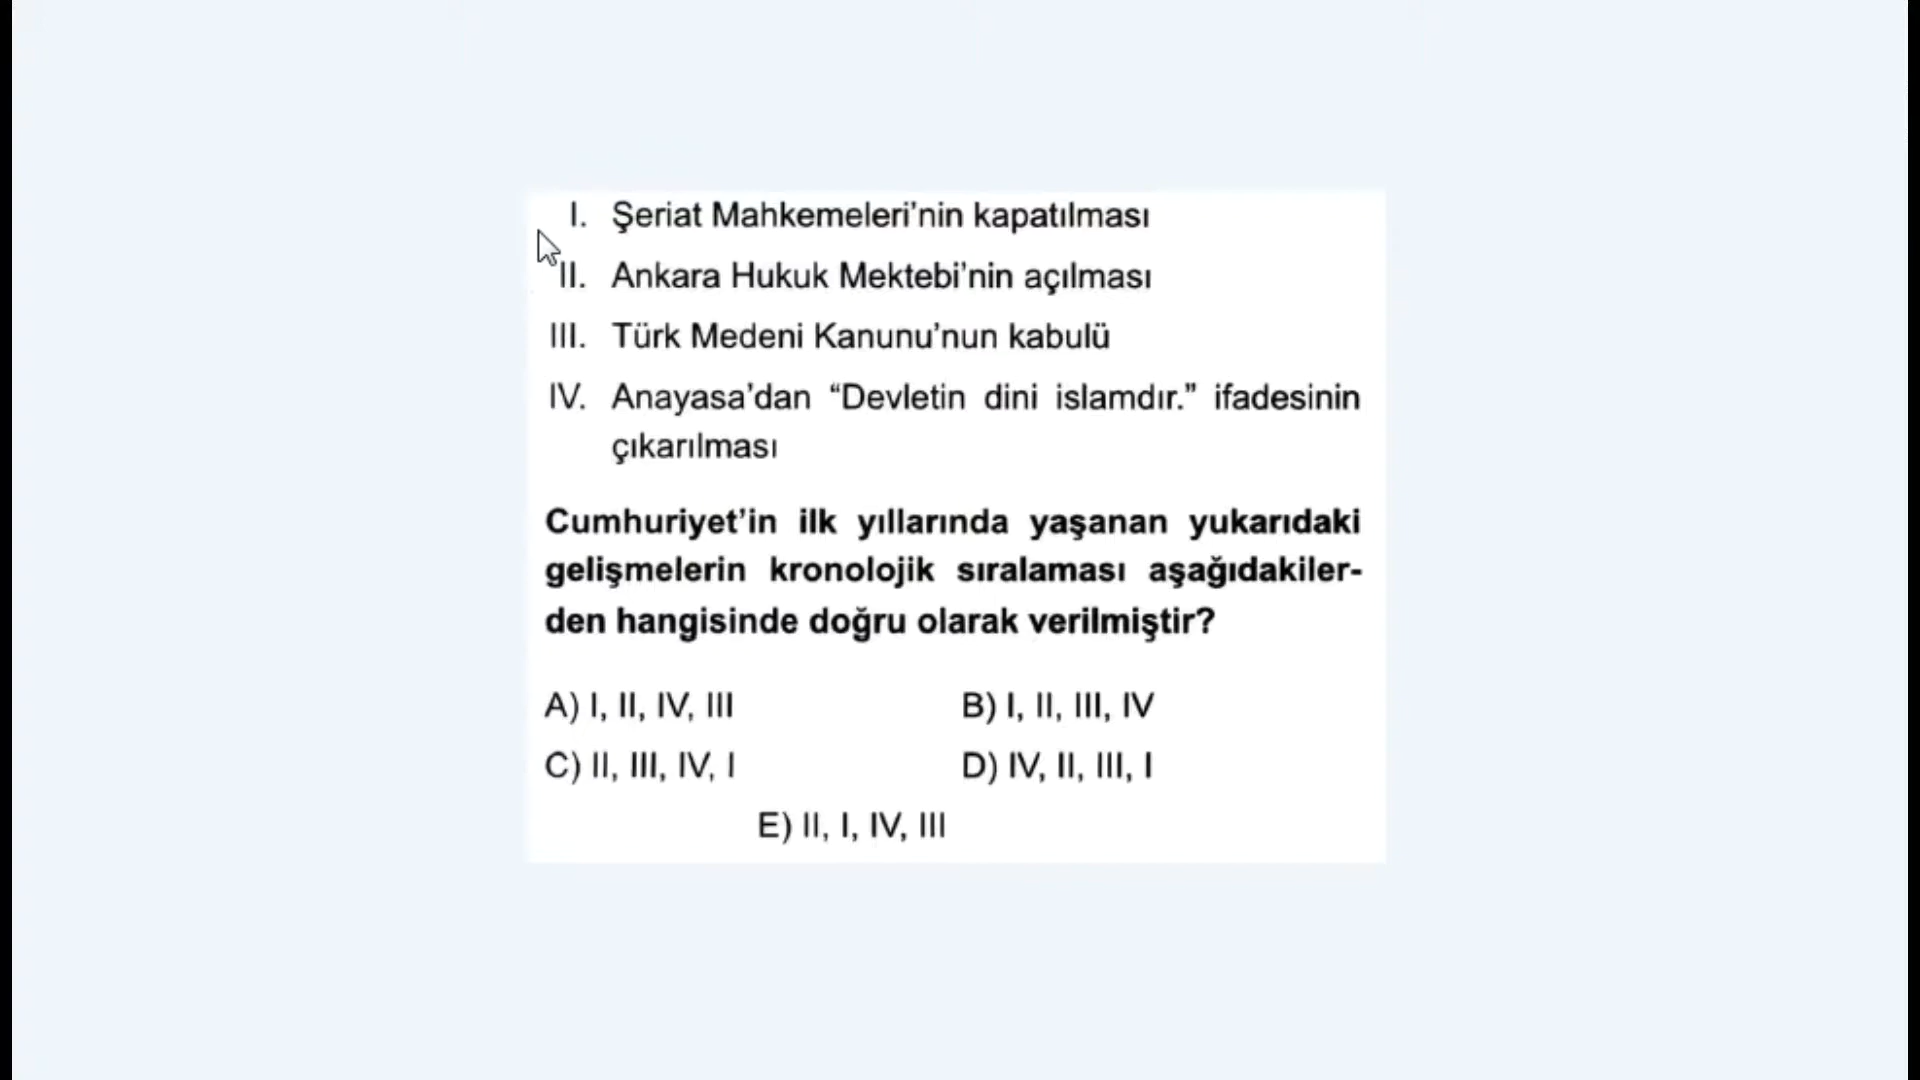 I. Şeriat Mahkemeleri’nin kapatılması
II. Ankara Hukuk Mektebi’nin açılması
III. Türk Medeni Kanunu’nun kabulü
IV. Anayasa’dan “Devletin dini islamdır.” ifadesinin
çıkarılması
Cumhuriyet’in ilk yıllarında yaşanan yukarıdaki
gelişmelerin kronolojik sıralaması aşağıdakiler-
den hangisinde doğru olarak verilmiştir?
A) I, II, IV, III
B) I, II, III, IV
C) II, III, IV, I
D) IV, II, III, I
E) II, I, IV, III